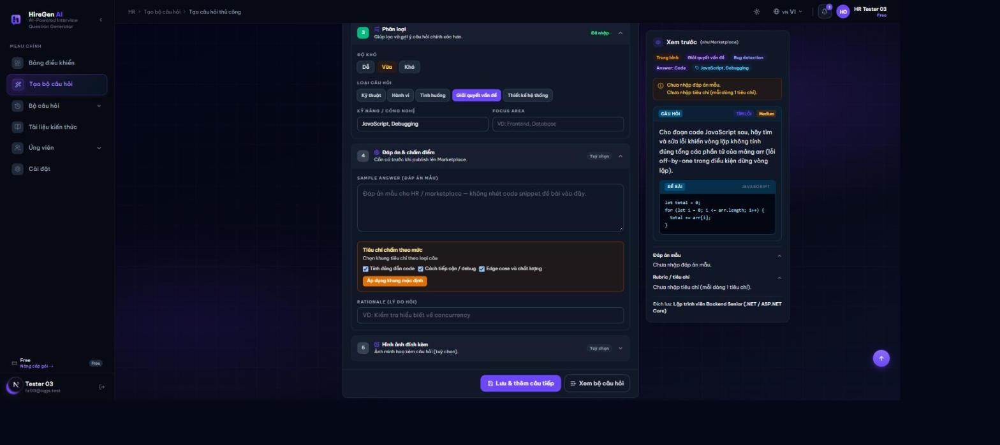 HireGen AI
AI-Powered Interview
Question Generator
MENU CHÍNH
Bảng điều khiển
Tạo bộ câu hỏi
Bộ câu hỏi
Tài liệu kiến thức
Ứng viên
Cài đặt
Free
Nâng cấp gói →
Free
N
Tester 03
hr03@iqgs.test
HR › Tạo bộ câu hỏi › Tạo câu hỏi thủ công
VN VI
1
HO
HR Tester 03
Free
3
Phân loại
Giúp lọc và gợi ý câu hỏi chính xác hơn.
Đã nhập
ĐỘ KHÓ
Dễ
Vừa
Khó
LOẠI CÂU HỎI
Kỹ thuật
Hành vi
Tình huống
Giải quyết vấn đề
Thiết kế hệ thống
KỸ NĂNG / CÔNG NGHỆ
FOCUS AREA
JavaScript, Debugging
VD: Frontend, Database
4
Đáp án & chấm điểm
Cần có trước khi publish lên Marketplace.
Tuỳ chọn
SAMPLE ANSWER (ĐÁP ÁN MẪU)
Đáp án mẫu cho HR / marketplace — không nhét code snippet đề bài vào đây.
Tiêu chí chấm theo mức
Chọn khung tiêu chí theo loại câu
Tính đúng đắn code
Cách tiếp cận / debug
Edge case và chất lượng
Áp dụng khung mặc định
RATIONALE (LÝ DO HỎI)
VD: Kiểm tra hiểu biết về concurrency
5
Hình ảnh đính kèm
Ảnh minh hoạ kèm câu hỏi (tuỳ chọn).
Tuỳ chọn
Lưu & thêm câu tiếp
Xem bộ câu hỏi
Xem trước (như Marketplace)
Trung bình
Giải quyết vấn đề
Bug detection
Answer: Code
JavaScript, Debugging
Chưa nhập đáp án mẫu.
Chưa nhập tiêu chí (mỗi dòng 1 tiêu chí).
CÂU HỎI
TÌM LỖI
Medium
Cho đoạn code JavaScript sau, hãy tìm
và sửa lỗi khiến vòng lặp không tính
đúng tổng các phần tử của mảng arr (lỗi
off-by-one trong điều kiện dừng vòng
lặp).
ĐỀ BÀI
JAVASCRIPT
let total = 0;
for (let i = 0; i <= arr.length; i++) {
total += arr[i];
}
Đáp án mẫu
Chưa nhập đáp án mẫu.
Rubric / tiêu chí
Chưa nhập tiêu chí (mỗi dòng 1 tiêu chí).
Đích lưu: Lập trình viên Backend Senior (.NET / ASP.NET
Core)